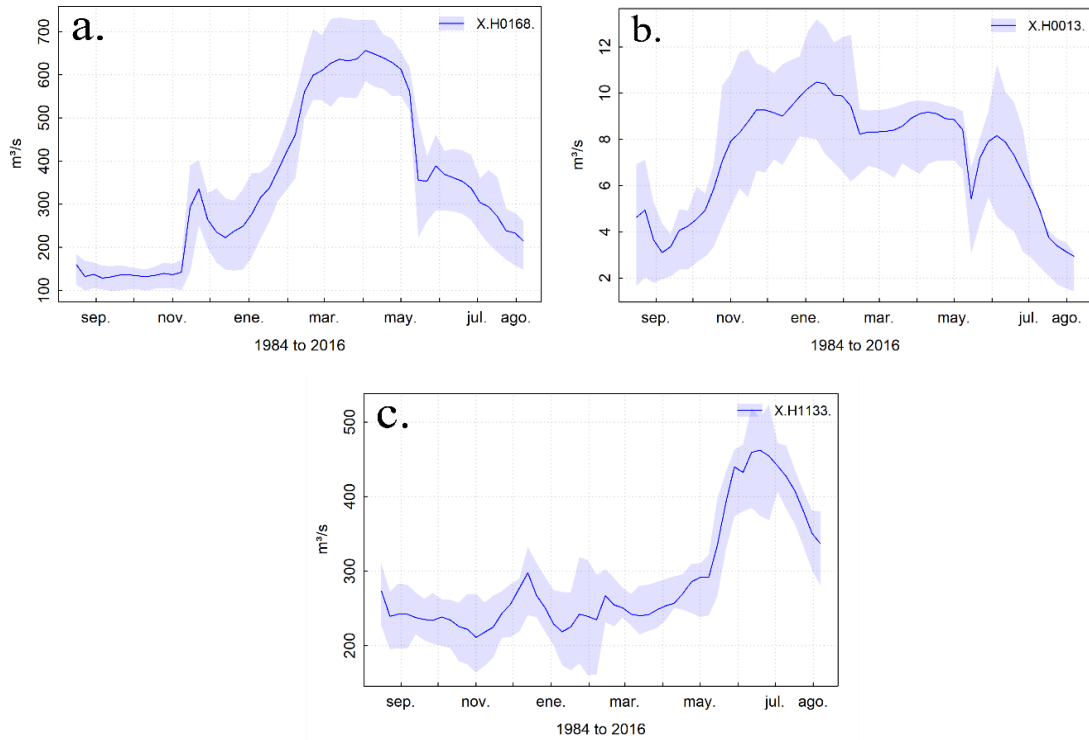 a.
X.H0168.
700
600
500
400
300
200
100
m³/s
sep. nov. ene. mar. may. jul. ago.
1984 to 2016
b.
X.H0013.
12
10
8
6
4
2
m³/s
sep. nov. ene. mar. may. jul. ago.
1984 to 2016
c.
X.H1133.
500
400
300
200
m³/s
sep. nov. ene. mar. may. jul. ago.
1984 to 2016